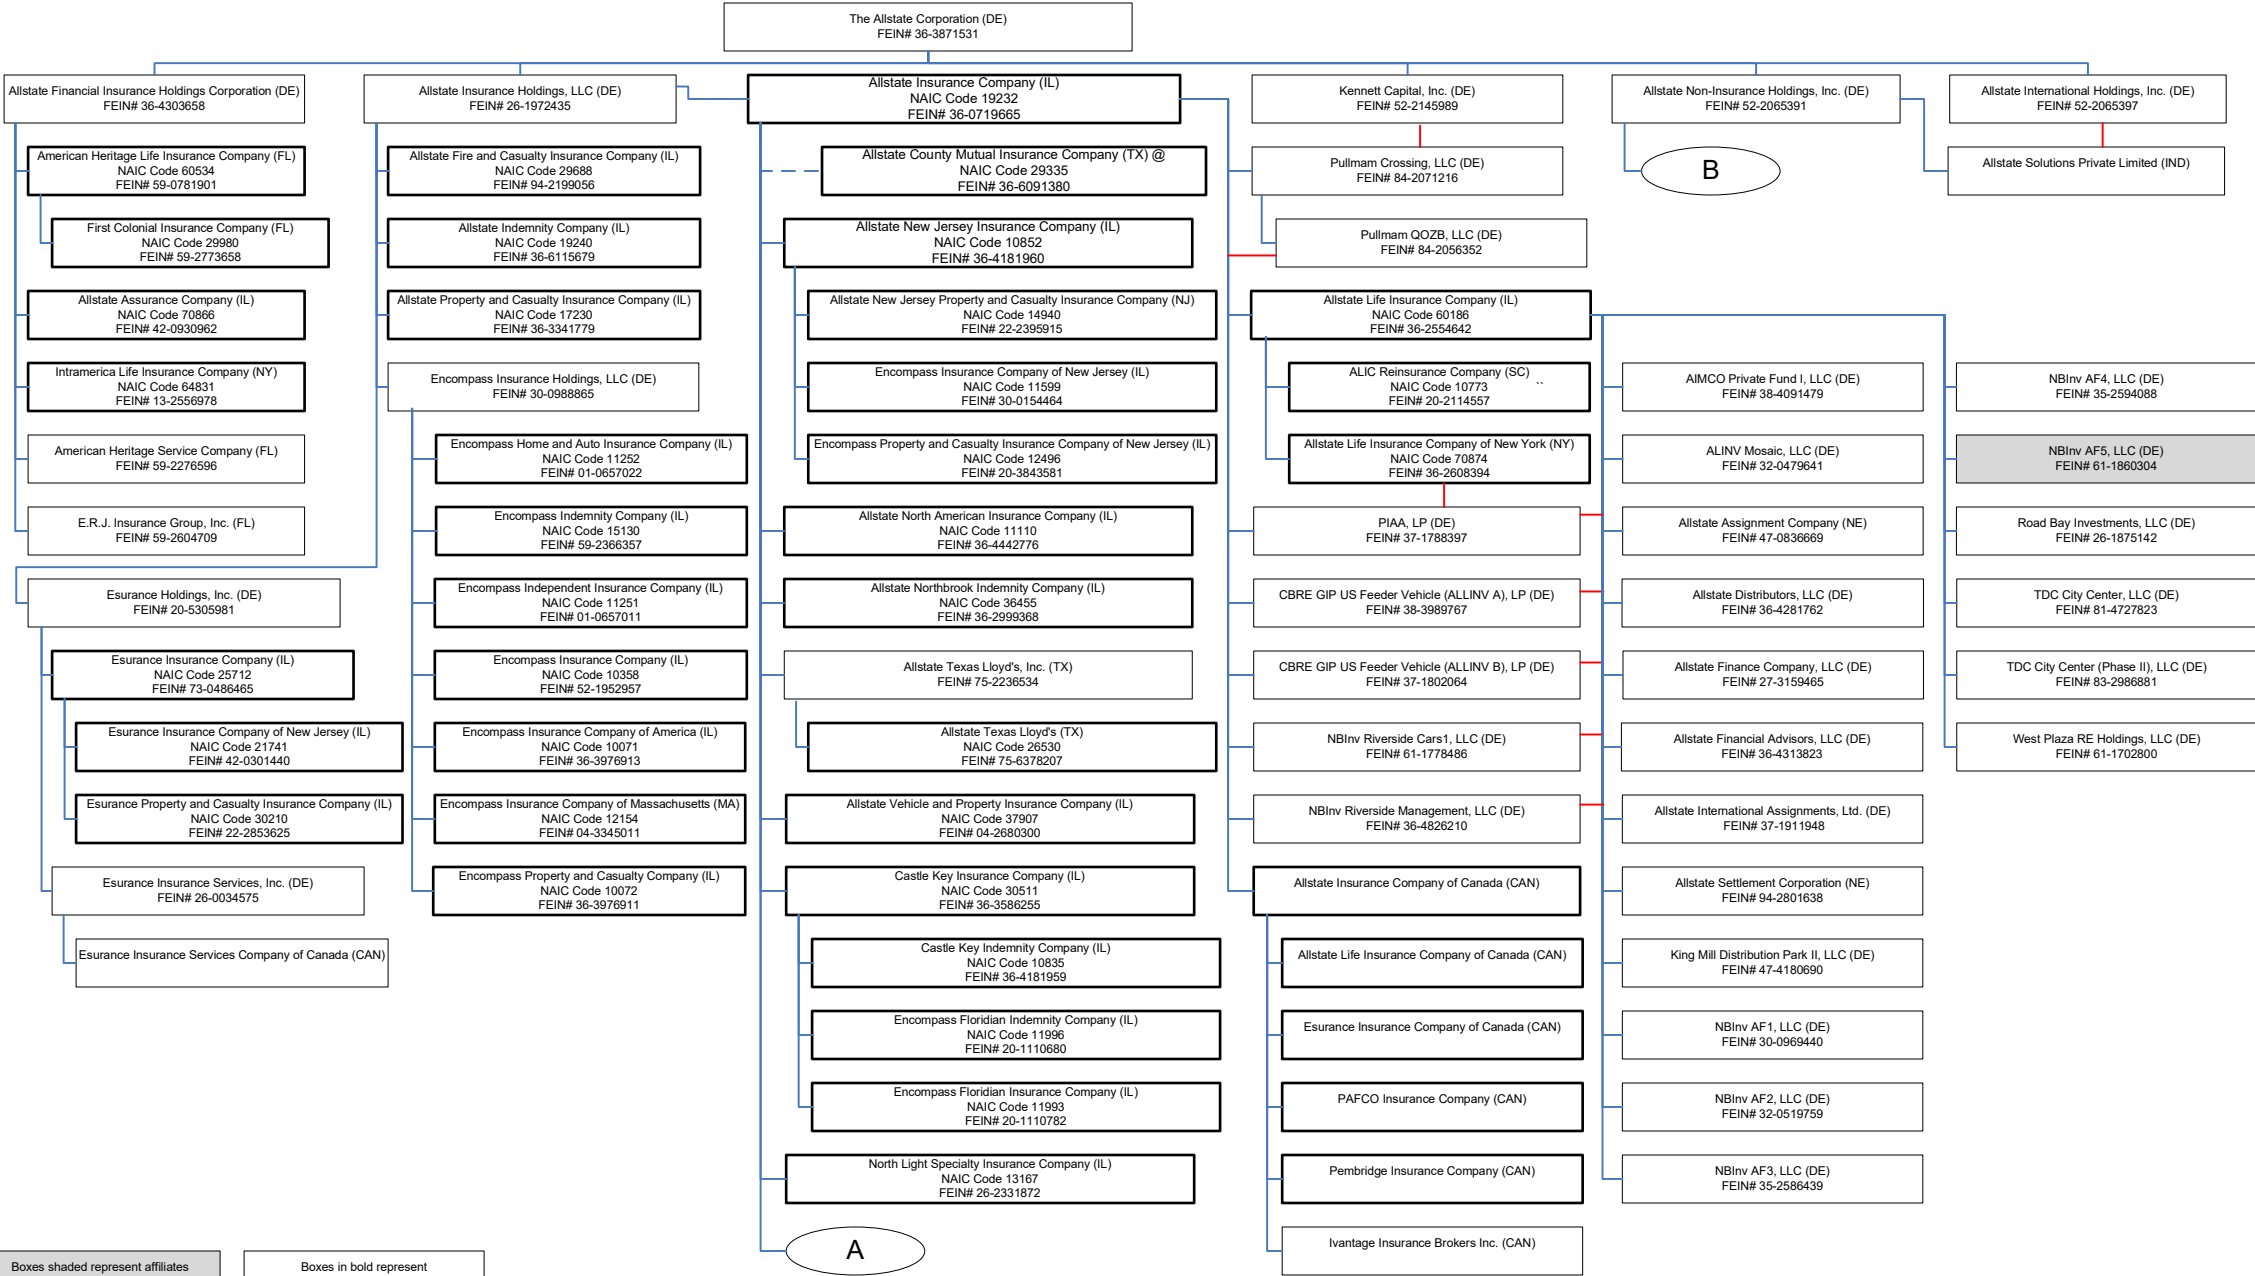 The Allstate Corporation (DE)
FEIN# 36-3871531
Allstate Financial Insurance Holdings Corporation (DE)
FEIN# 36-4303658
American Heritage Life Insurance Company (FL)
NAIC Code 60534
FEIN# 59-0781901
First Colonial Insurance Company (FL)
NAIC Code 29980
FEIN# 59-2773658
Allstate Assurance Company (IL)
NAIC Code 70866
FEIN# 42-0930962
Intramerica Life Insurance Company (NY)
NAIC Code 64831
FEIN# 13-2556978
American Heritage Service Company (FL)
FEIN# 59-2276596
E.R.J. Insurance Group, Inc. (FL)
FEIN# 59-2604709
Esurance Holdings, Inc. (DE)
FEIN# 20-5305981
Esurance Insurance Company (IL)
NAIC Code 25712
FEIN# 73-0486465
Esurance Insurance Company of New Jersey (IL)
NAIC Code 21741
FEIN# 42-0301440
Esurance Property and Casualty Insurance Company (IL)
NAIC Code 30210
FEIN# 22-2853625
Esurance Insurance Services, Inc. (DE)
FEIN# 26-0034575
Esurance Insurance Services Company of Canada (CAN)
Allstate Insurance Holdings, LLC (DE)
FEIN# 26-1972435
Allstate Fire and Casualty Insurance Company (IL)
NAIC Code 29688
FEIN# 94-2199056
Allstate Indemnity Company (IL)
NAIC Code 19240
FEIN# 36-6115679
Allstate Property and Casualty Insurance Company (IL)
NAIC Code 17230
FEIN# 36-3341779
Encompass Insurance Holdings, LLC (DE)
FEIN# 30-0988865
Encompass Home and Auto Insurance Company (IL)
NAIC Code 11252
FEIN# 01-0657022
Encompass Indemnity Company (IL)
NAIC Code 15130
FEIN# 59-2366357
Encompass Independent Insurance Company (IL)
NAIC Code 11251
FEIN# 01-0657011
Encompass Insurance Company (IL)
NAIC Code 10358
FEIN# 52-1952957
Encompass Insurance Company of America (IL)
NAIC Code 10071
FEIN# 36-3976913
Encompass Insurance Company of Massachusetts (MA)
NAIC Code 12154
FEIN# 04-3345011
Encompass Property and Casualty Company (IL)
NAIC Code 10072
FEIN# 36-3976911
Allstate Insurance Company (IL)
NAIC Code 19232
FEIN# 36-0719665
Allstate County Mutual Insurance Company (TX) @
NAIC Code 29335
FEIN# 36-6091380
Allstate New Jersey Insurance Company (IL)
NAIC Code 10852
FEIN# 36-4181960
Allstate New Jersey Property and Casualty Insurance Company (NJ)
NAIC Code 14940
FEIN# 22-2395915
Encompass Insurance Company of New Jersey (IL)
NAIC Code 11599
FEIN# 30-0154464
Encompass Property and Casualty Insurance Company of New Jersey (IL)
NAIC Code 12496
FEIN# 20-3843581
Allstate North American Insurance Company (IL)
NAIC Code 11110
FEIN# 36-4442776
Allstate Northbrook Indemnity Company (IL)
NAIC Code 36455
FEIN# 36-2999368
Allstate Texas Lloyd's, Inc. (TX)
FEIN# 75-2236534
Allstate Texas Lloyd's (TX)
NAIC Code 26530
FEIN# 75-6378207
Allstate Vehicle and Property Insurance Company (IL)
NAIC Code 37907
FEIN# 04-2680300
Castle Key Insurance Company (IL)
NAIC Code 30511
FEIN# 36-3586255
Castle Key Indemnity Company (IL)
NAIC Code 10835
FEIN# 36-4181959
Encompass Floridian Indemnity Company (IL)
NAIC Code 11996
FEIN# 20-1110680
Encompass Floridian Insurance Company (IL)
NAIC Code 11993
FEIN# 20-1110782
North Light Specialty Insurance Company (IL)
NAIC Code 13167
FEIN# 26-2331872
A
Kennett Capital, Inc. (DE)
FEIN# 52-2145989
Pullmam Crossing, LLC (DE)
FEIN# 84-2071216
Pullmam QOZB, LLC (DE)
FEIN# 84-2056352
Allstate Life Insurance Company (IL)
NAIC Code 60186
FEIN# 36-2554642
ALIC Reinsurance Company (SC)
NAIC Code 10773 ``
FEIN# 20-2114557
Allstate Life Insurance Company of New York (NY)
NAIC Code 70874
FEIN# 36-2608394
PIAA, LP (DE)
FEIN# 37-1788397
CBRE GIP US Feeder Vehicle (ALLINV A), LP (DE)
FEIN# 38-3989767
CBRE GIP US Feeder Vehicle (ALLINV B), LP (DE)
FEIN# 37-1802064
NBInv Riverside Cars1, LLC (DE)
FEIN# 61-1778486
NBInv Riverside Management, LLC (DE)
FEIN# 36-4826210
Allstate Insurance Company of Canada (CAN)
Allstate Life Insurance Company of Canada (CAN)
Esurance Insurance Company of Canada (CAN)
PAFCO Insurance Company (CAN)
Pembridge Insurance Company (CAN)
Ivantage Insurance Brokers Inc. (CAN)
Allstate Non-Insurance Holdings, Inc. (DE)
FEIN# 52-2065391
B
Allstate International Holdings, Inc. (DE)
FEIN# 52-2065397
Allstate Solutions Private Limited (IND)
AIMCO Private Fund I, LLC (DE)
FEIN# 38-4091479
ALINV Mosaic, LLC (DE)
FEIN# 32-0479641
Allstate Assignment Company (NE)
FEIN# 47-0836669
Allstate Distributors, LLC (DE)
FEIN# 36-4281762
Allstate Finance Company, LLC (DE)
FEIN# 27-3159465
Allstate Financial Advisors, LLC (DE)
FEIN# 36-4313823
Allstate International Assignments, Ltd. (DE)
FEIN# 37-1911948
Allstate Settlement Corporation (NE)
FEIN# 94-2801638
King Mill Distribution Park II, LLC (DE)
FEIN# 47-4180690
NBInv AF1, LLC (DE)
FEIN# 30-0969440
NBInv AF2, LLC (DE)
FEIN# 32-0519759
NBInv AF3, LLC (DE)
FEIN# 35-2586439
NBInv AF4, LLC (DE)
FEIN# 35-2594088
NBInv AF5, LLC (DE)
FEIN# 61-1860304
Road Bay Investments, LLC (DE)
FEIN# 26-1875142
TDC City Center, LLC (DE)
FEIN# 81-4727823
TDC City Center (Phase II), LLC (DE)
FEIN# 83-2986881
West Plaza RE Holdings, LLC (DE)
FEIN# 61-1702800
Boxes shaded represent affiliates
Boxes in bold represent